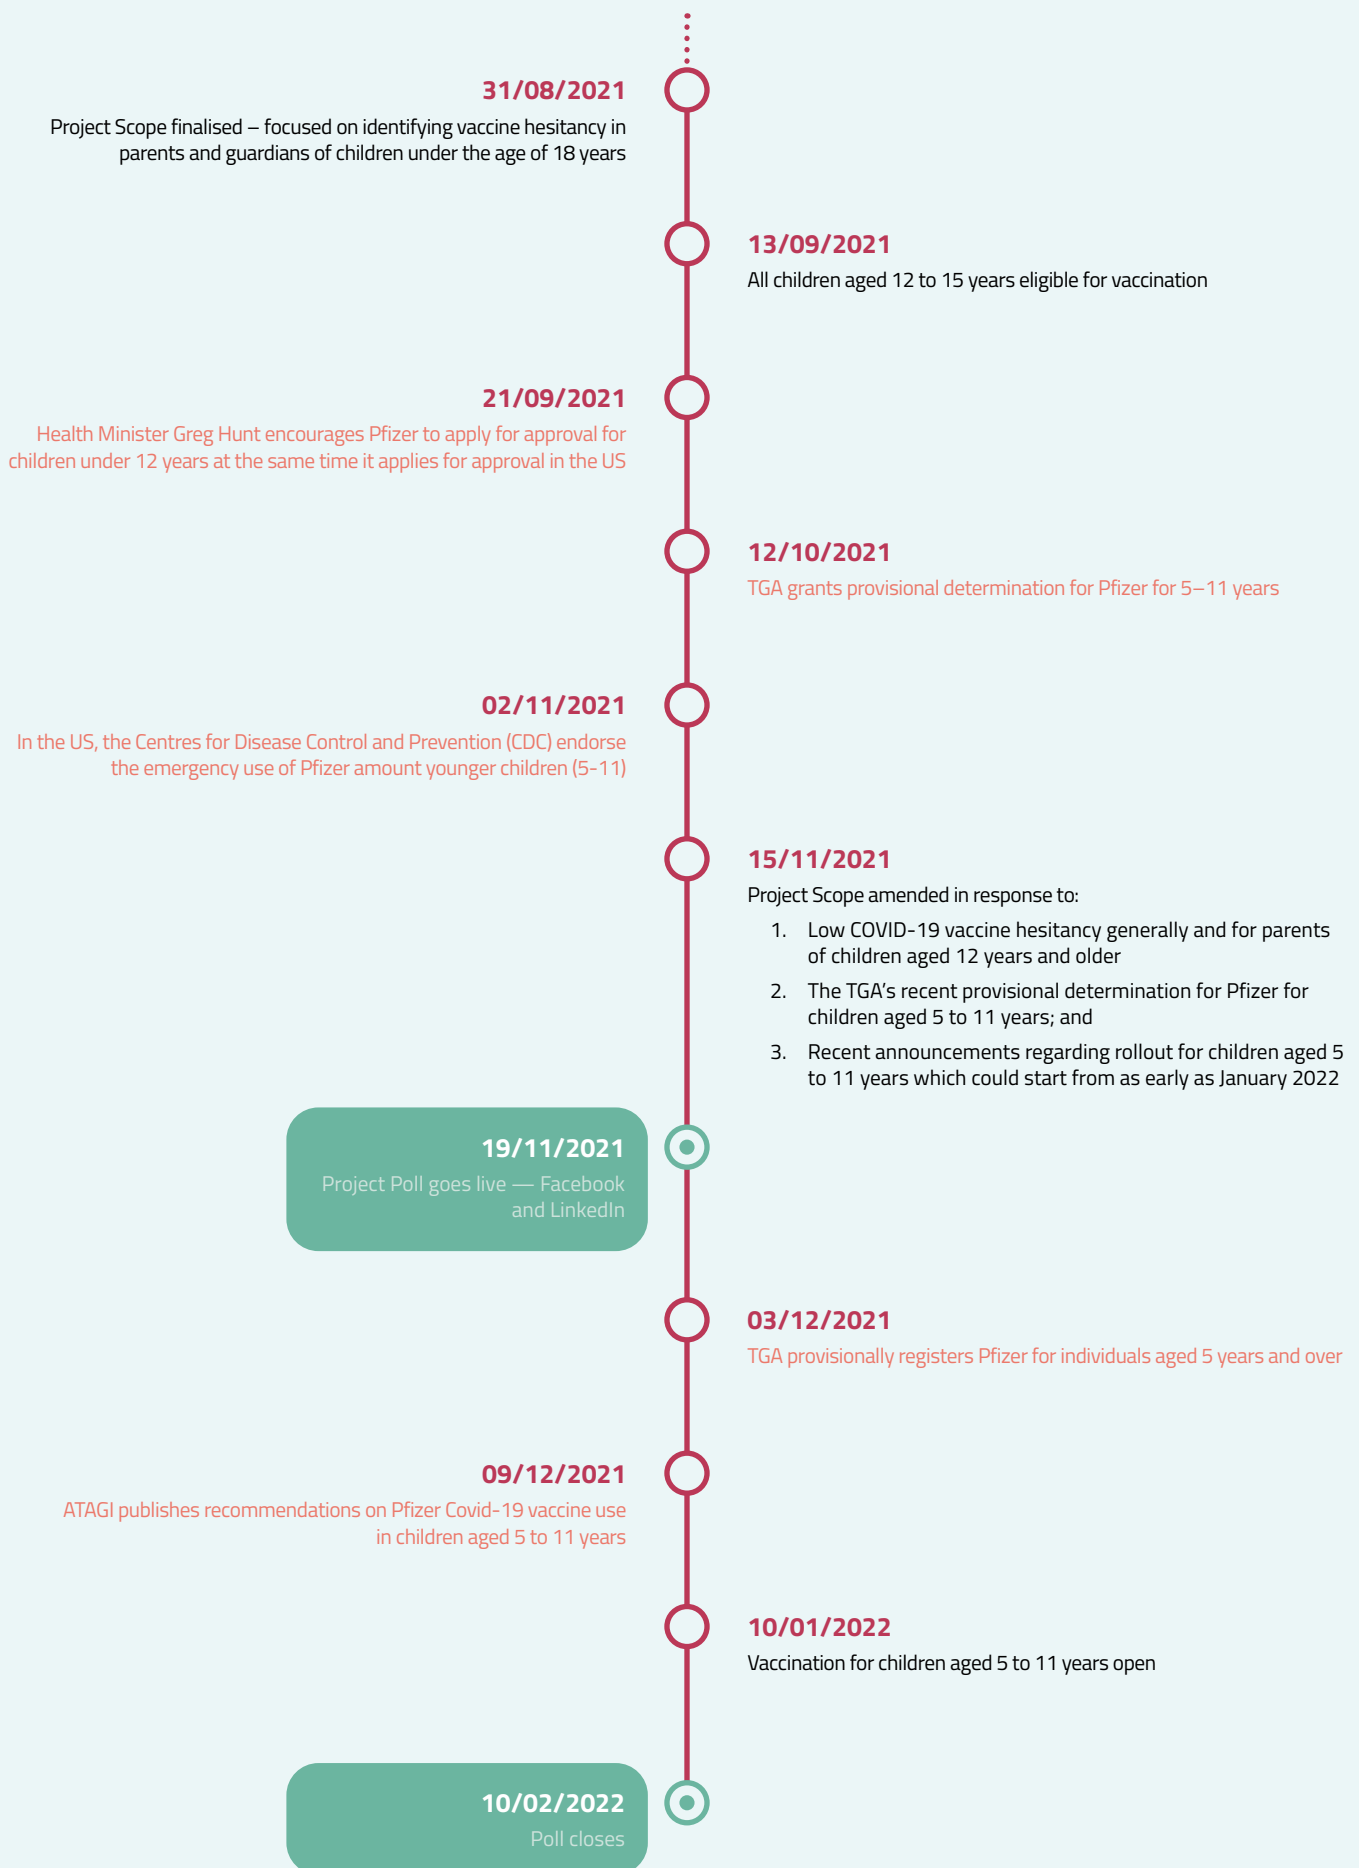 31/08/2021
Project Scope finalised – focused on identifying vaccine hesitancy in
parents and guardians of children under the age of 18 years
13/09/2021
All children aged 12 to 15 years eligible for vaccination
21/09/2021
Health Minister Greg Hunt encourages Pfizer to apply for approval for
children under 12 years at the same time it applies for approval in the US
12/10/2021
TGA grants provisional determination for Pfizer for 5–11 years
02/11/2021
In the US, the Centres for Disease Control and Prevention (CDC) endorse
the emergency use of Pfizer amount younger children (5-11)
15/11/2021
Project Scope amended in response to:
1. Low COVID-19 vaccine hesitancy generally and for parents
of children aged 12 years and older
2. The TGA's recent provisional determination for Pfizer for
children aged 5 to 11 years; and
3. Recent announcements regarding rollout for children aged 5
to 11 years which could start from as early as January 2022
19/11/2021
Project Poll goes live — Facebook
and LinkedIn
03/12/2021
TGA provisionally registers Pfizer for individuals aged 5 years and over
09/12/2021
ATAGI publishes recommendations on Pfizer Covid-19 vaccine use
in children aged 5 to 11 years
10/01/2022
Vaccination for children aged 5 to 11 years open
10/02/2022
Poll closes